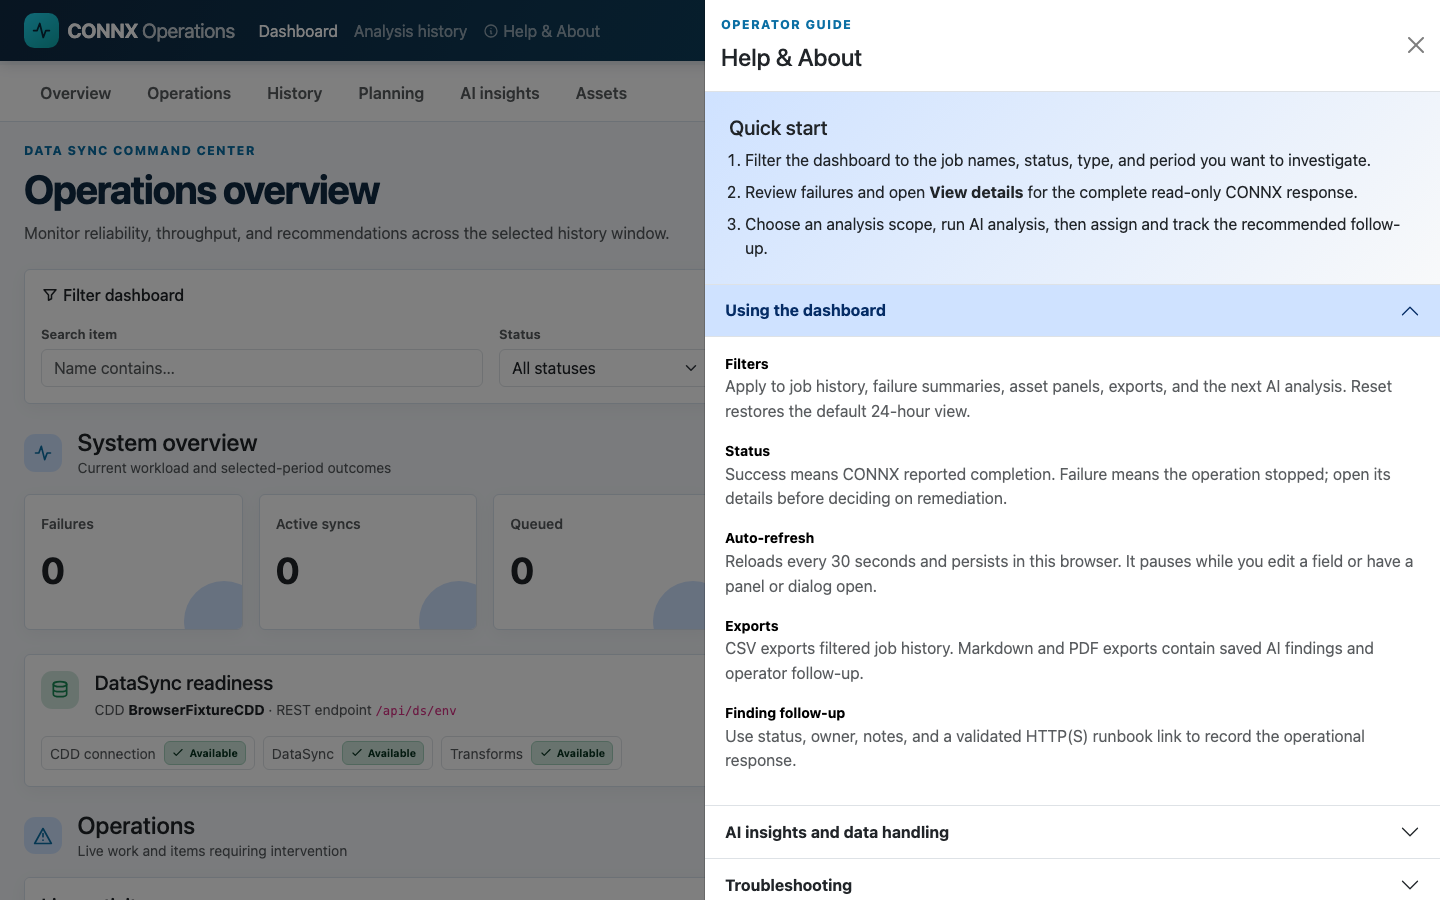 CONNX Operations
Dashboard
Analysis history
Help & About
Overview
Operations
History
Planning
AI insights
Assets
DATA SYNC COMMAND CENTER
Operations overview
Monitor reliability, throughput, and recommendations across the selected history window.
Filter dashboard
Search item
Status
Name contains...
All statuses
System overview
Current workload and selected-period outcomes
Failures
Active syncs
Queued
0
0
0
DataSync readiness
CDD BrowserFixtureCDD · REST endpoint /api/ds/env
CDD connection Available
DataSync Available
Transforms Available
Operations
Live work and items requiring intervention
OPERATOR GUIDE
Help & About
Quick start
1. Filter the dashboard to the job names, status, type, and period you want to investigate.
2. Review failures and open View details for the complete read-only CONNX response.
3. Choose an analysis scope, run AI analysis, then assign and track the recommended follow-
up.
Using the dashboard
Filters
Apply to job history, failure summaries, asset panels, exports, and the next AI analysis. Reset
restores the default 24-hour view.
Status
Success means CONNX reported completion. Failure means the operation stopped; open its
details before deciding on remediation.
Auto-refresh
Reloads every 30 seconds and persists in this browser. It pauses while you edit a field or have a
panel or dialog open.
Exports
CSV exports filtered job history. Markdown and PDF exports contain saved AI findings and
operator follow-up.
Finding follow-up
Use status, owner, notes, and a validated HTTP(S) runbook link to record the operational
response.
AI insights and data handling
Troubleshooting